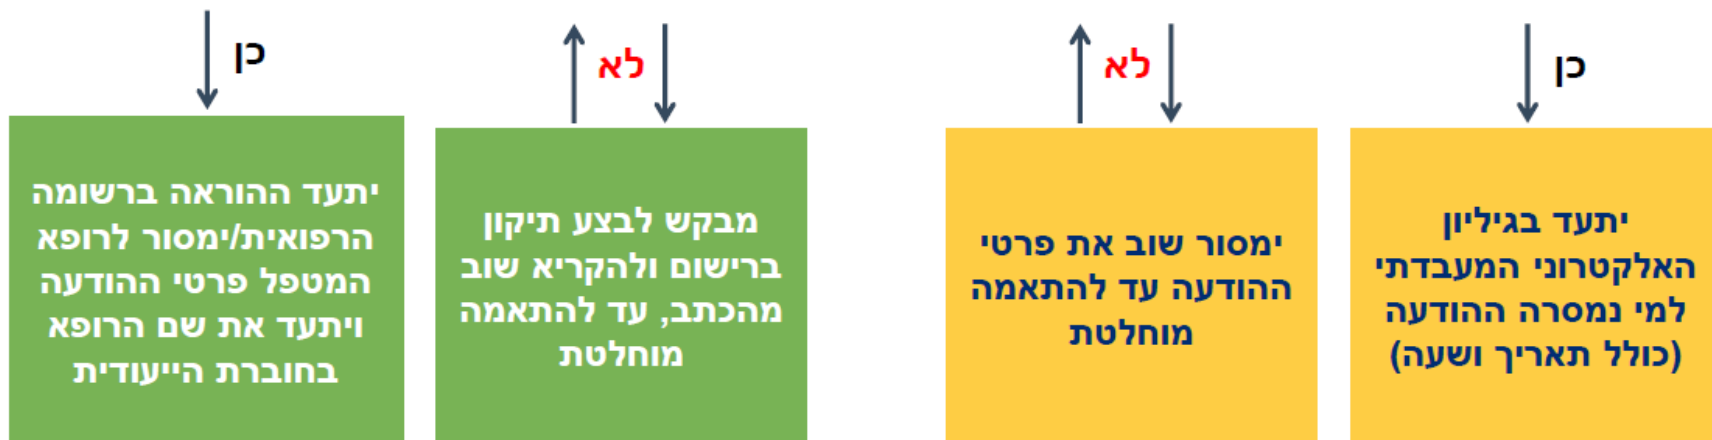 כן
לא
לא
כן
יתעד בגיליון
האלקטרוני המעבדתי
למי נמסרה ההודעה
(כולל תאריך ושעה)
ימסור שוב את פרטי
ההודעה עד להתאמה
מוחלטת
מבקש לבצע תיקון
ברישום ולהקריא שוב
מהכתב, עד להתאמה
מוחלטת
יתעד ההוראה ברשומה
הרפואית/ימסור לרופא
המטפל פרטי ההודעה
ויתעד את שם הרופא
בחוברת הייעודית